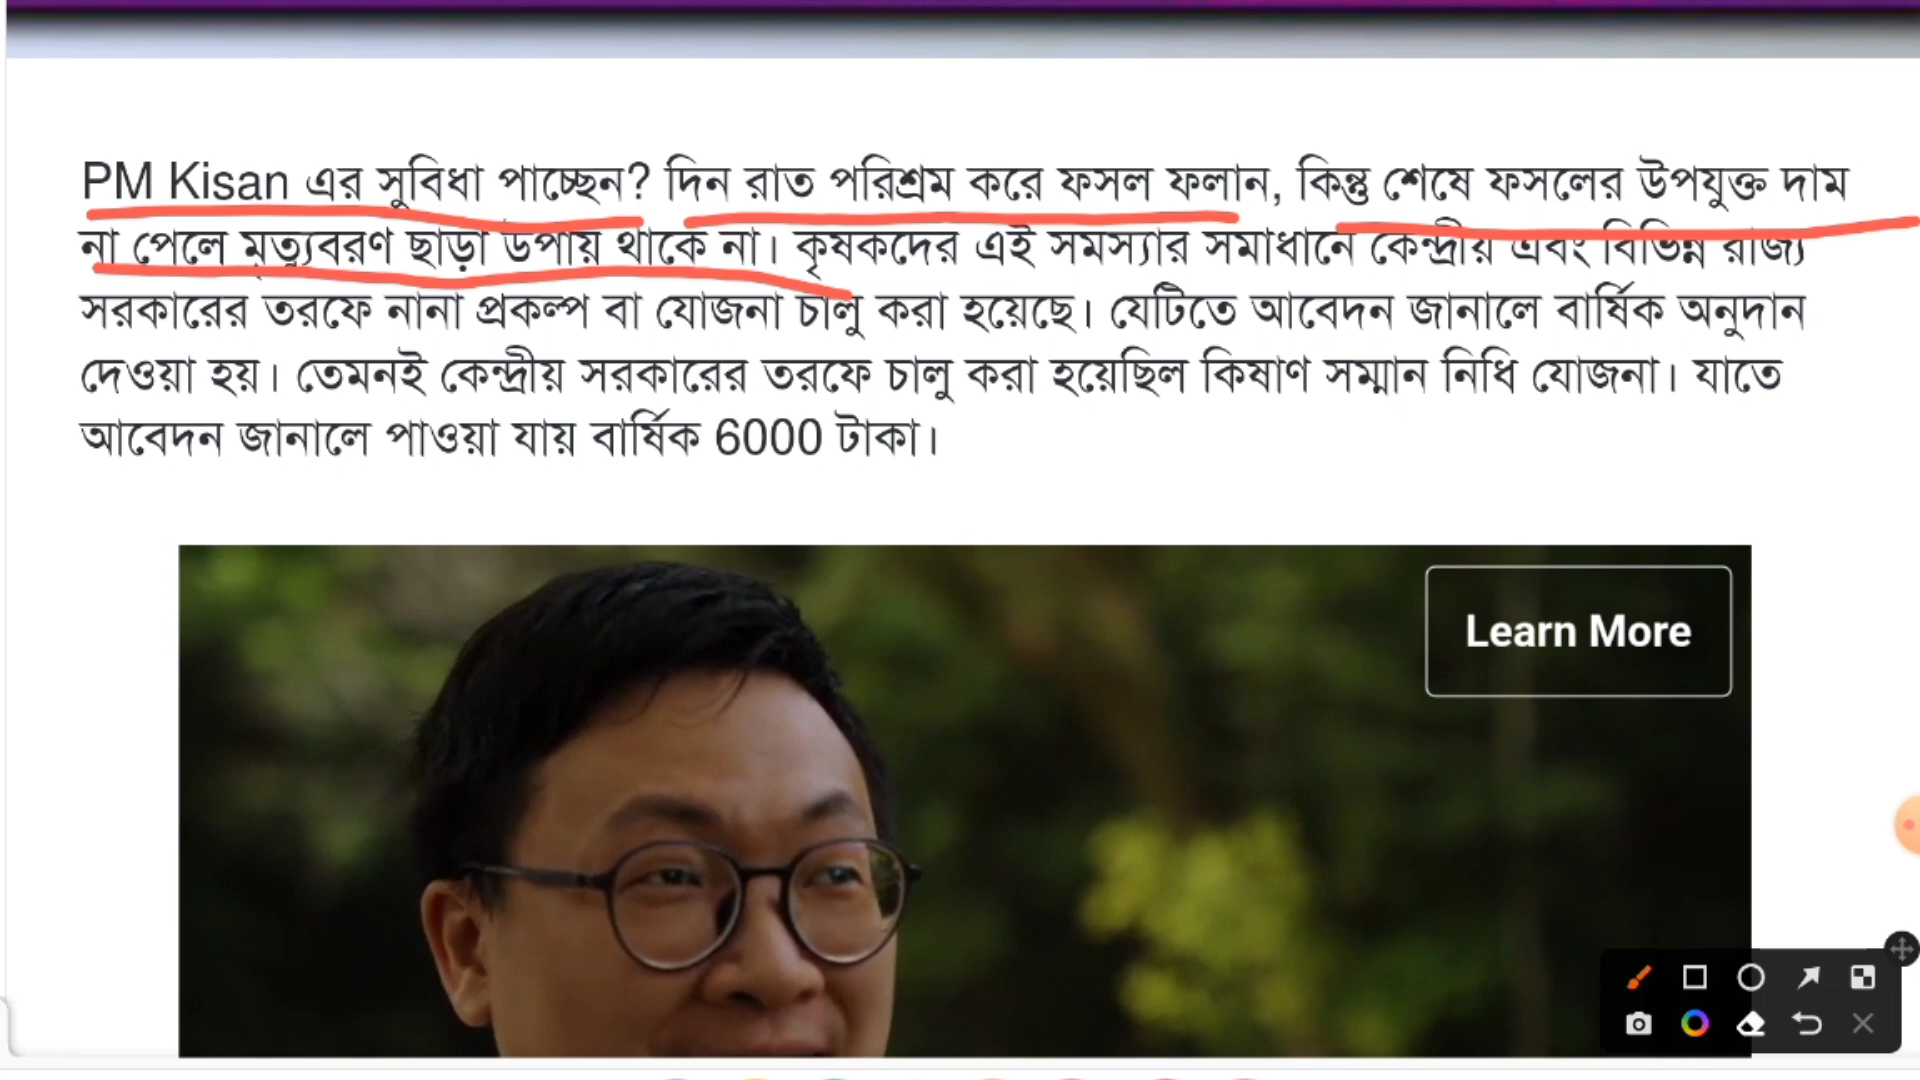 PM Kisan এর সুবিধা পাচ্ছেন? দিন রাত পরিশ্রম করে ফসল ফলান, কিন্তু শেষে ফসলের উপযুক্ত দাম
না পেলে মৃত্যুবরণ ছাড়া উপায় থাকে না। কৃষকদের এই সমস্যার সমাধানে কেন্দ্রীয় এবং বিভিন্ন রাজ্য
সরকারের তরফে নানা প্রকল্প বা যোজনা চালু করা হয়েছে। যেটিতে আবেদন জানালে বার্ষিক অনুদান
দেওয়া হয়। তেমনই কেন্দ্রীয় সরকারের তরফে চালু করা হয়েছিল কিষাণ সম্মান নিধি যোজনা। যাতে
আবেদন জানালে পাওয়া যায় বার্ষিক 6000 টাকা।
Learn More